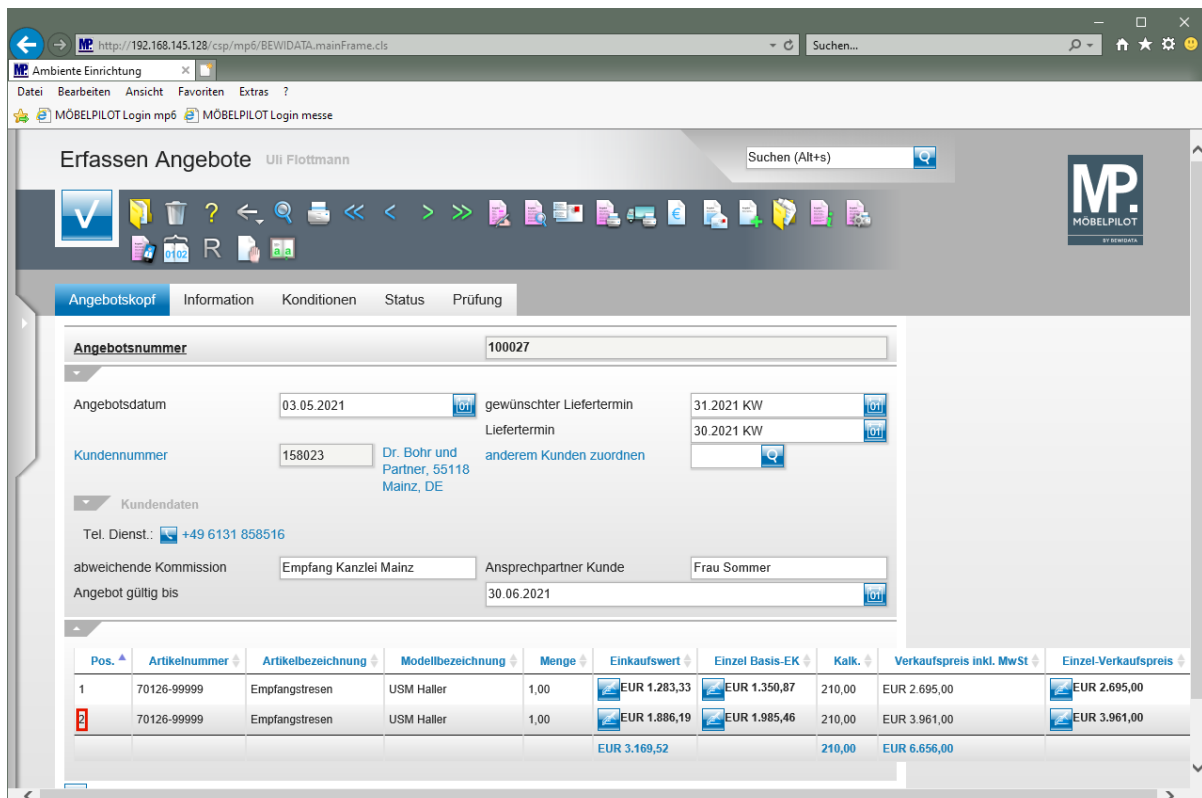 http://192.168.145.128/csp/mp6/BEWIDATA.mainFrame.cls Suchen...
MP. Ambiente Einrichtung
Datei Bearbeiten Ansicht Favoriten Extras ?
MÖBELPILOT Login mp6 MÖBELPILOT Login messe
Erfassen Angebote Uli Flottmann Suchen (Alt+s)
MP.
MÖBELPILOT
BY BEWIDATA
0102 R a a
Angebotskopf Information Konditionen Status Prüfung
Angebotsnummer 100027
Angebotsdatum 03.05.2021 01 gewünschter Liefertermin 31.2021 KW 01
Liefertermin 30.2021 KW 01
Kundennummer 158023 Dr. Bohr und anderem Kunden zuordnen
Partner, 55118
Mainz, DE
Kundendaten
Tel. Dienst.: +49 6131 858516
abweichende Kommission Empfang Kanzlei Mainz Ansprechpartner Kunde Frau Sommer
Angebot gültig bis 30.06.2021 01
Pos. Artikelnummer Artikelbezeichnung Modellbezeichnung Menge Einkaufswert Einzel Basis-EK Kalk. Verkaufspreis inkl. MwSt Einzel-Verkaufspreis
1 70126-99999 Empfangstresen USM Haller 1,00 EUR 1.283,33 EUR 1.350,87 210,00 EUR 2.695,00 EUR 2.695,00
2 70126-99999 Empfangstresen USM Haller 1,00 EUR 1.886,19 EUR 1.985,46 210,00 EUR 3.961,00 EUR 3.961,00
EUR 3.169,52 210,00 EUR 6.656,00